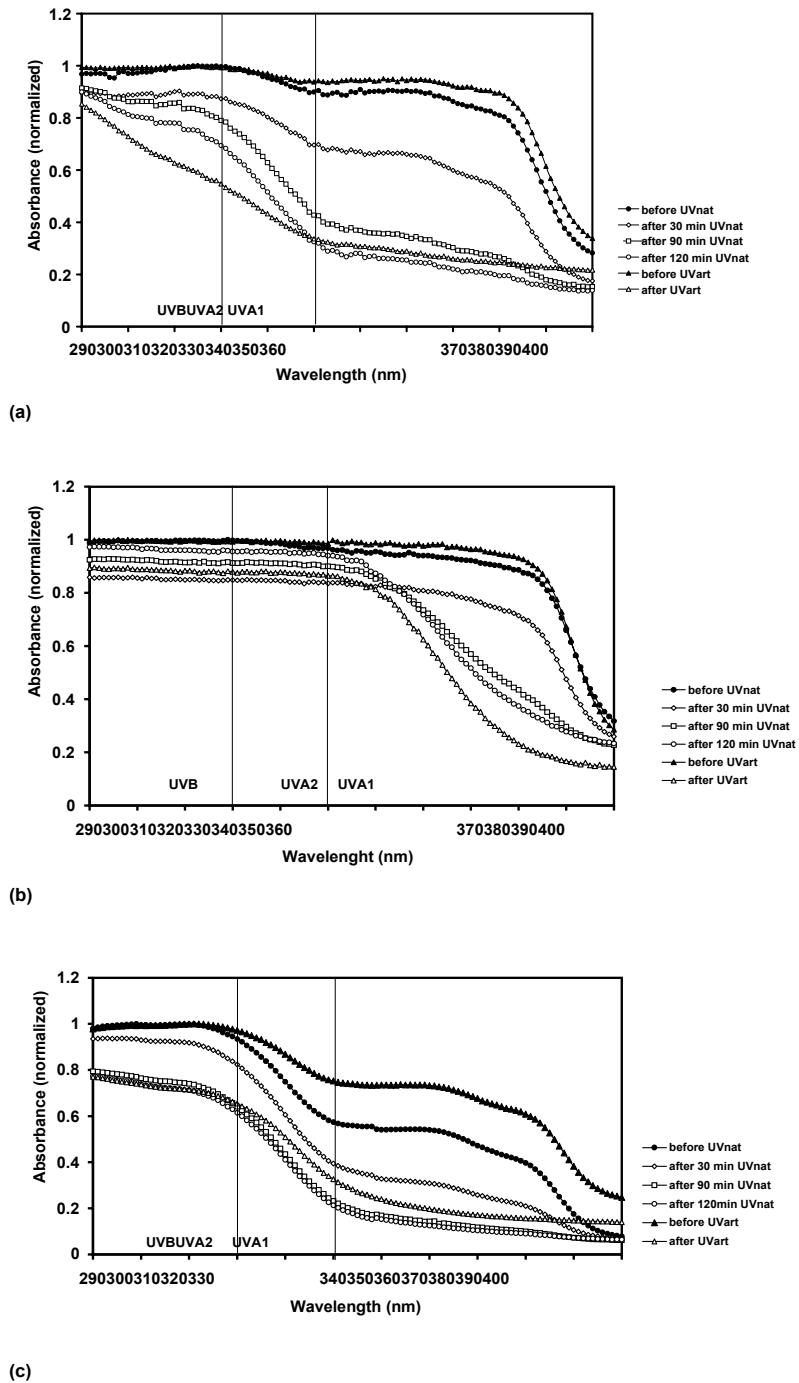 1.2
1
0.8
0.6
0.4
0.2
0
Absorbance (normalized)
UVBUVA2 UVA1
before UVnat
after 30 min UVnat
after 90 min UVnat
after 120 min UVnat
before UVart
after UVart
290300310320330340350360 370380390400
Wavelength (nm)
(a)
1.2
1
0.8
0.6
0.4
0.2
0
Absorbance (normalized)
UVB UVA2 UVA1
before UVnat
after 30 min UVnat
after 90 min UVnat
after 120 min UVnat
before UVart
after UVart
290300310320330340350360 370380390400
Wavelenght (nm)
(b)
1.2
1
0.8
0.6
0.4
0.2
0
Absorbance (normalized)
UVBUVA2 UVA1
before UVnat
after 30 min UVnat
after 90 min UVnat
after 120min UVnat
before UVart
after UVart
290300310320330 340350360370380390400
Wavelength (nm)
(c)